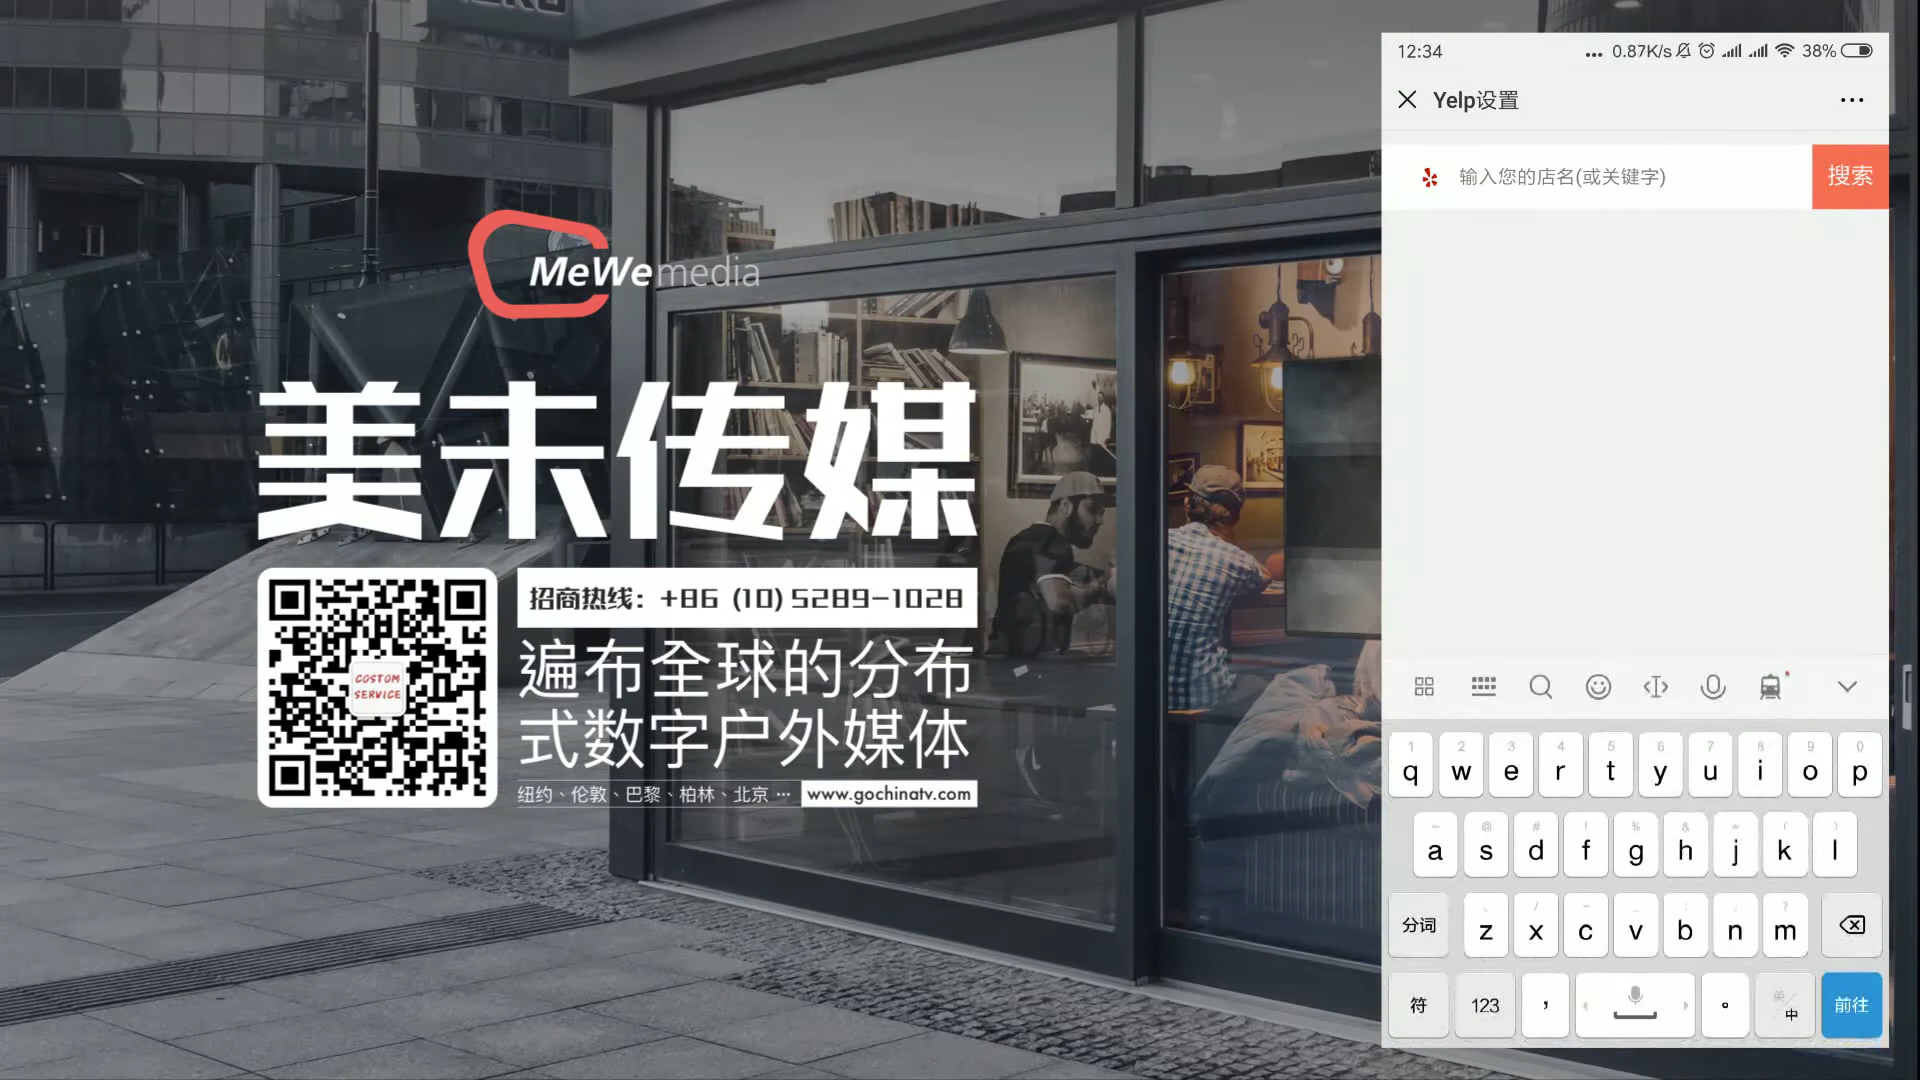 MeWemedia
美未传媒
COSTOM
SERVICE
招商热线：+86 (10) 5289-1028
遍布全球的分布
式数字户外媒体
纽约、伦敦、巴黎、柏林、北京 ···
www.gochinatv.com
12:34
... 0.87K/s 38%
Yelp设置
输入您的店名(或关键字)
搜索
1 2 3 4 5 6 7 8 9 0
q w e r t y u i o p
~ @ # ! % & * ( )
a s d f g h j k l
分词 z x c v b n m
符 123 , 。 英/中 前往